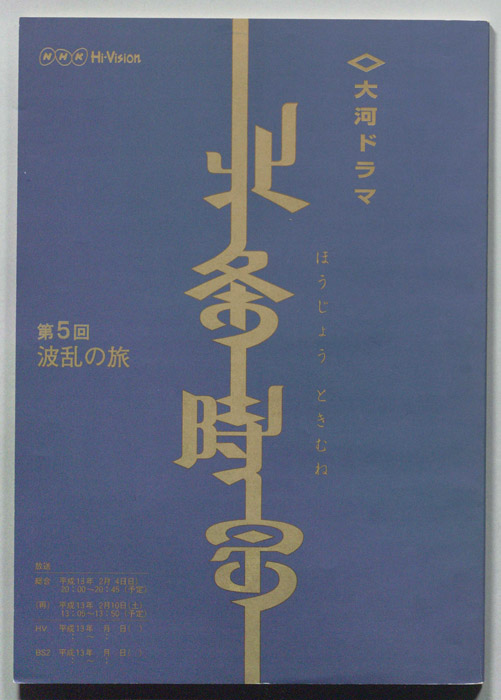 NHK Hi-Vision
大河ドラマ
北条時宗
ほうじょう ときむね
第5回
波乱の旅
放送
総合 平成13年 2月 4日(日)
20:00〜20:45 (予定)
(再) 平成13年 2月10日(土)
13:05〜13:50 (予定)
HV 平成13年 月 日( )
: 〜 :
BS2 平成13年 月 日( )
: 〜 :